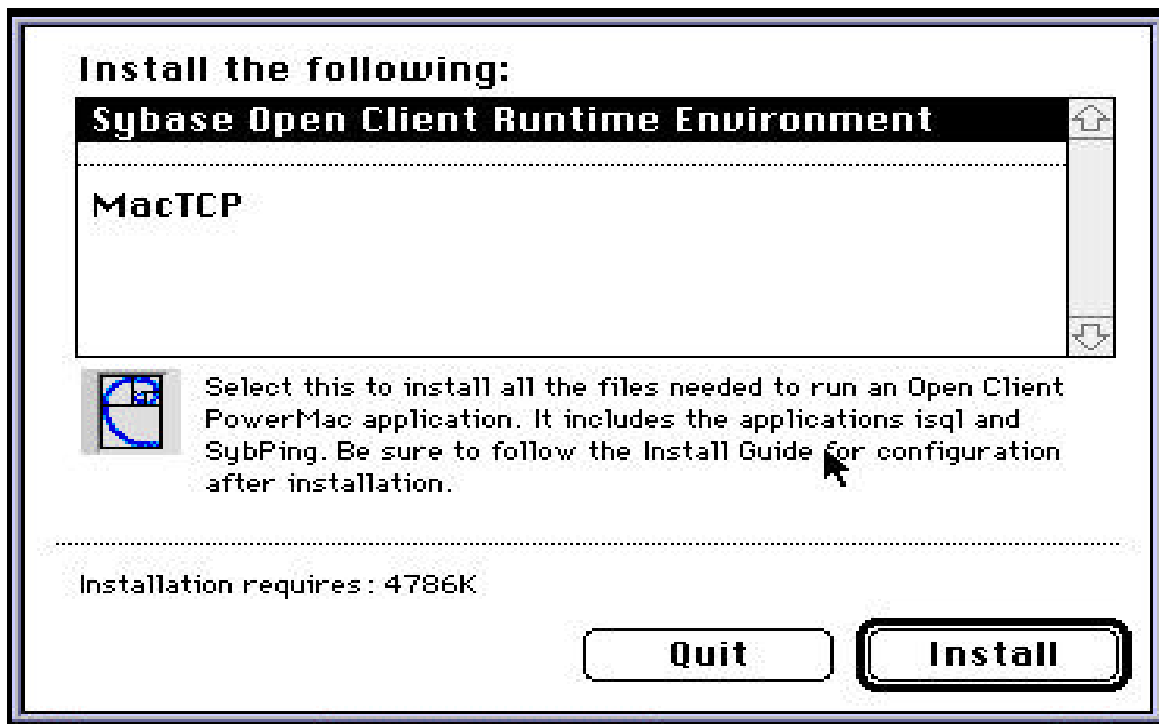 Install the following:
Sybase Open Client Runtime Environment
MacTCP
Select this to install all the files needed to run an Open Client
PowerMac application. It includes the applications isql and
SybPing. Be sure to follow the Install Guide for configuration
after installation.
Installation requires: 4786K
Quit
Install